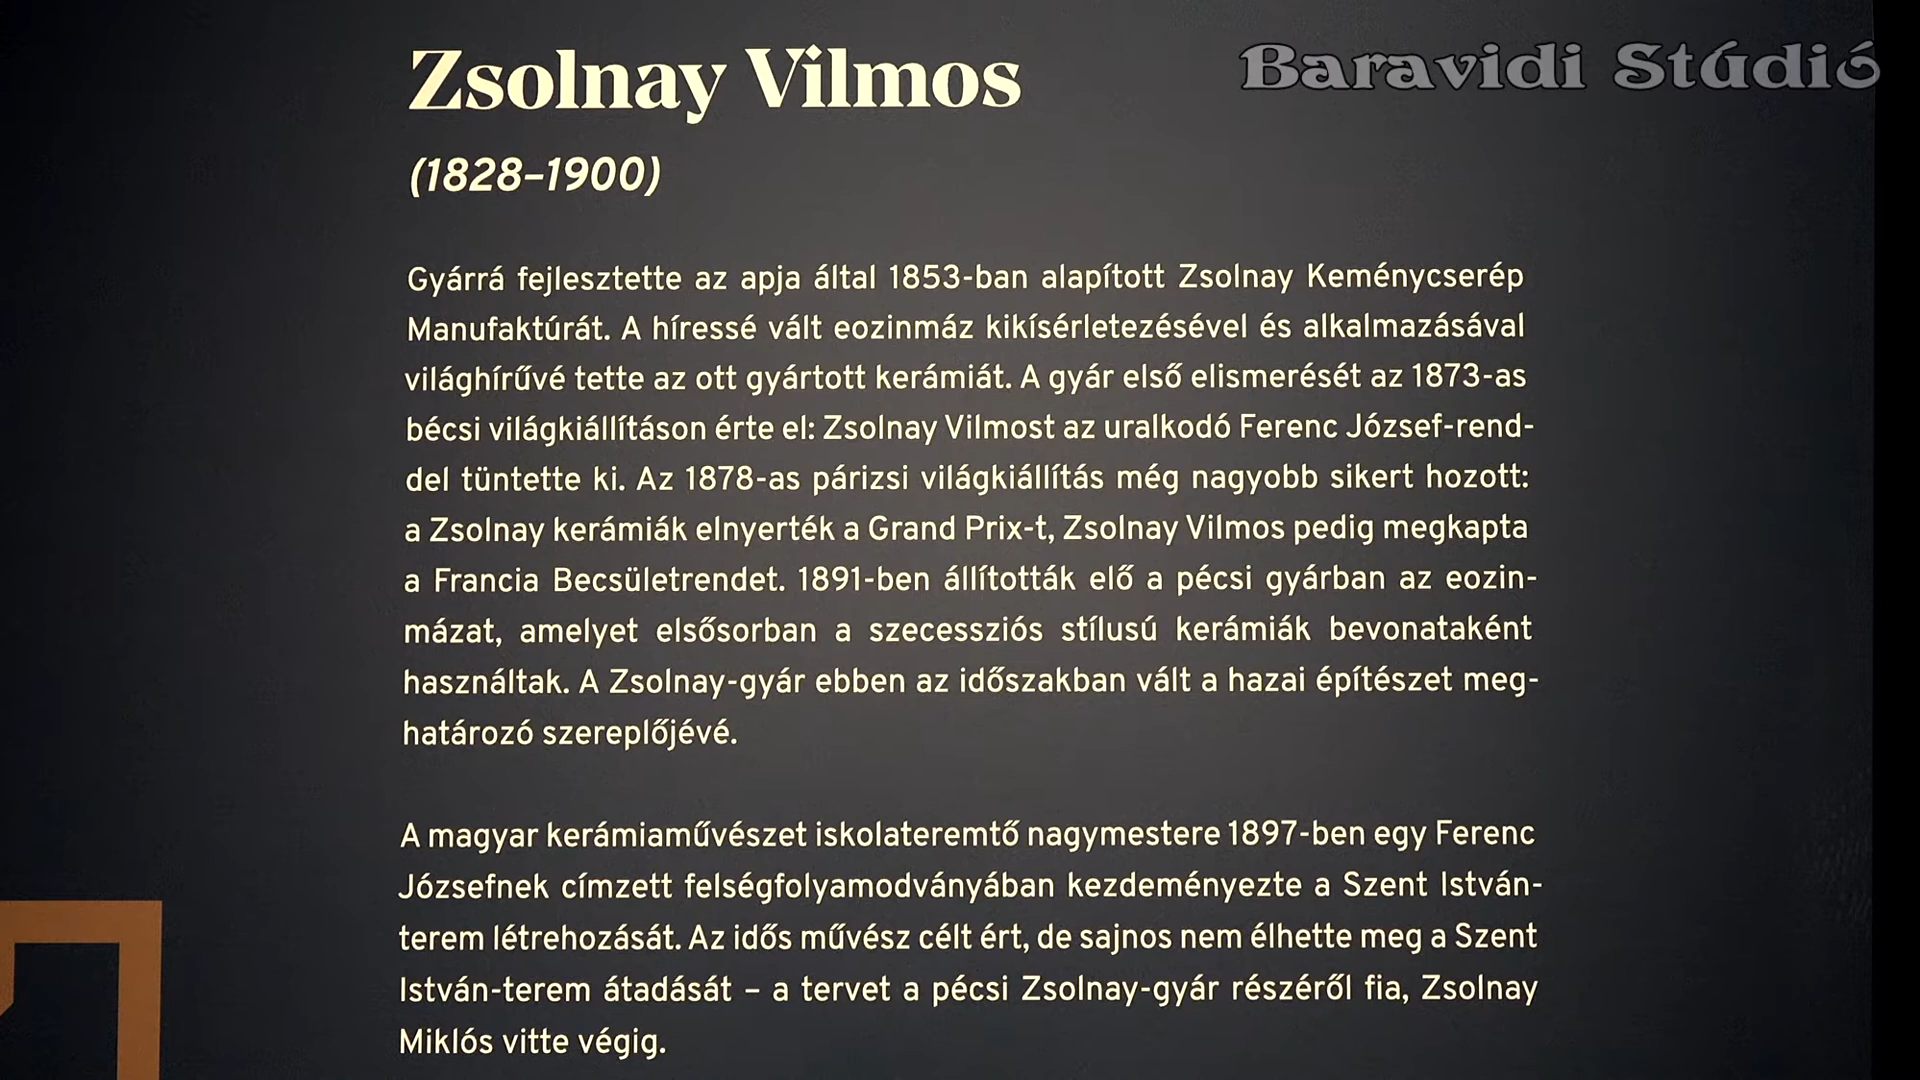 Zsolnay Vilmos
Baravidi Stúdió
(1828–1900)
Gyárrá fejlesztette az apja által 1853-ban alapított Zsolnay Keménycserép
Manufaktúrát. A híressé vált eozinmáz kikísérletezésével és alkalmazásával
világhírűvé tette az ott gyártott kerámiát. A gyár első elismerését az 1873-as
bécsi világkiállításon érte el: Zsolnay Vilmost az uralkodó Ferenc József-rend-
del tüntette ki. Az 1878-as párizsi világkiállítás még nagyobb sikert hozott:
a Zsolnay kerámiák elnyerték a Grand Prix-t, Zsolnay Vilmos pedig megkapta
a Francia Becsületrendet. 1891-ben állították elő a pécsi gyárban az eozin-
mázat, amelyet elsősorban a szecessziós stílusú kerámiák bevonataként
használtak. A Zsolnay-gyár ebben az időszakban vált a hazai építészet meg-
határozó szereplőjévé.
A magyar kerámiaművészet iskolateremtő nagymestere 1897-ben egy Ferenc
Józsefnek címzett felségfolyamodványában kezdeményezte a Szent István-
terem létrehozását. Az idős művész célt ért, de sajnos nem élhette meg a Szent
István-terem átadását – a tervet a pécsi Zsolnay-gyár részéről fia, Zsolnay
Miklós vitte végig.